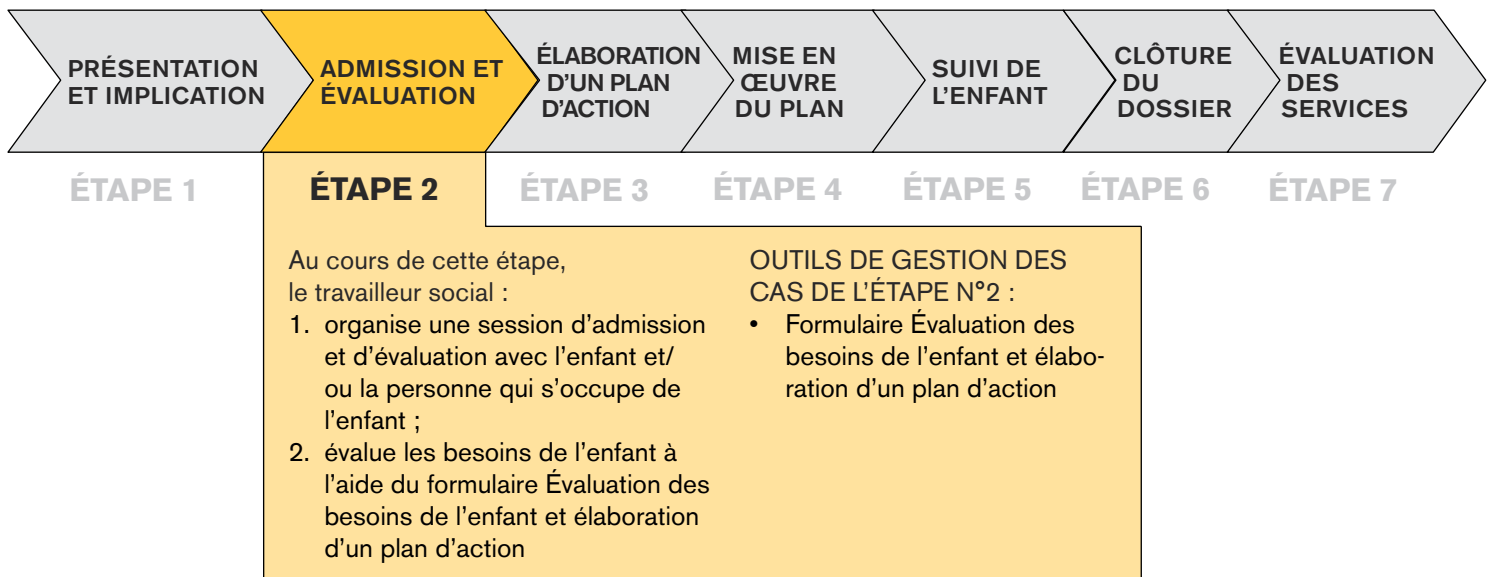 PRÉSENTATION
ET IMPLICATION
ADMISSION ET
ÉVALUATION
ÉLABORATION
D'UN PLAN
D'ACTION
MISE EN
ŒUVRE
DU PLAN
SUIVI DE
L'ENFANT
CLÔTURE
DU
DOSSIER
ÉVALUATION
DES
SERVICES
ÉTAPE 1
ÉTAPE 2
ÉTAPE 3
ÉTAPE 4
ÉTAPE 5
ÉTAPE 6
ÉTAPE 7
Au cours de cette étape,
le travailleur social :
1. organise une session d'admission
et d'évaluation avec l'enfant et/
ou la personne qui s'occupe de
l'enfant ;
2. évalue les besoins de l'enfant à
l'aide du formulaire Évaluation des
besoins de l'enfant et élaboration
d'un plan d'action
OUTILS DE GESTION DES
CAS DE L'ÉTAPE N°2 :
• Formulaire Évaluation des
besoins de l'enfant et élabo-
ration d'un plan d'action